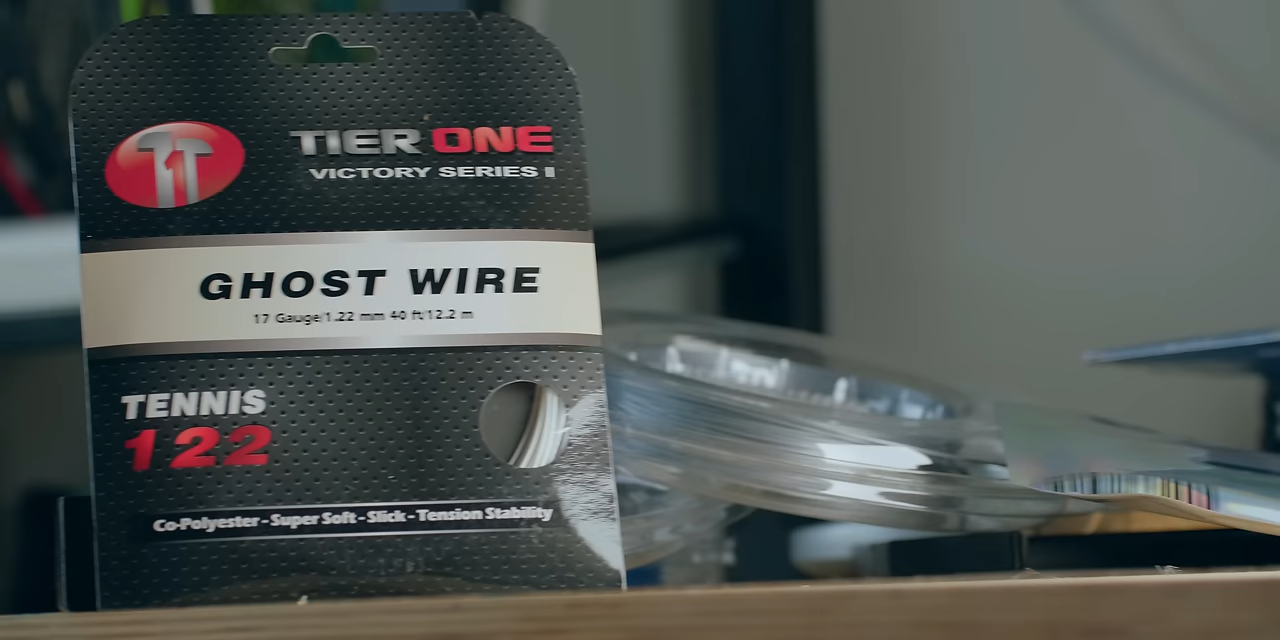 TIER ONE
VICTORY SERIES
GHOST WIRE
17 Gauge/1.22 mm 40 ft/12.2 m
TENNIS
122
Co-Polyester - Super Soft - Slick - Tension Stability